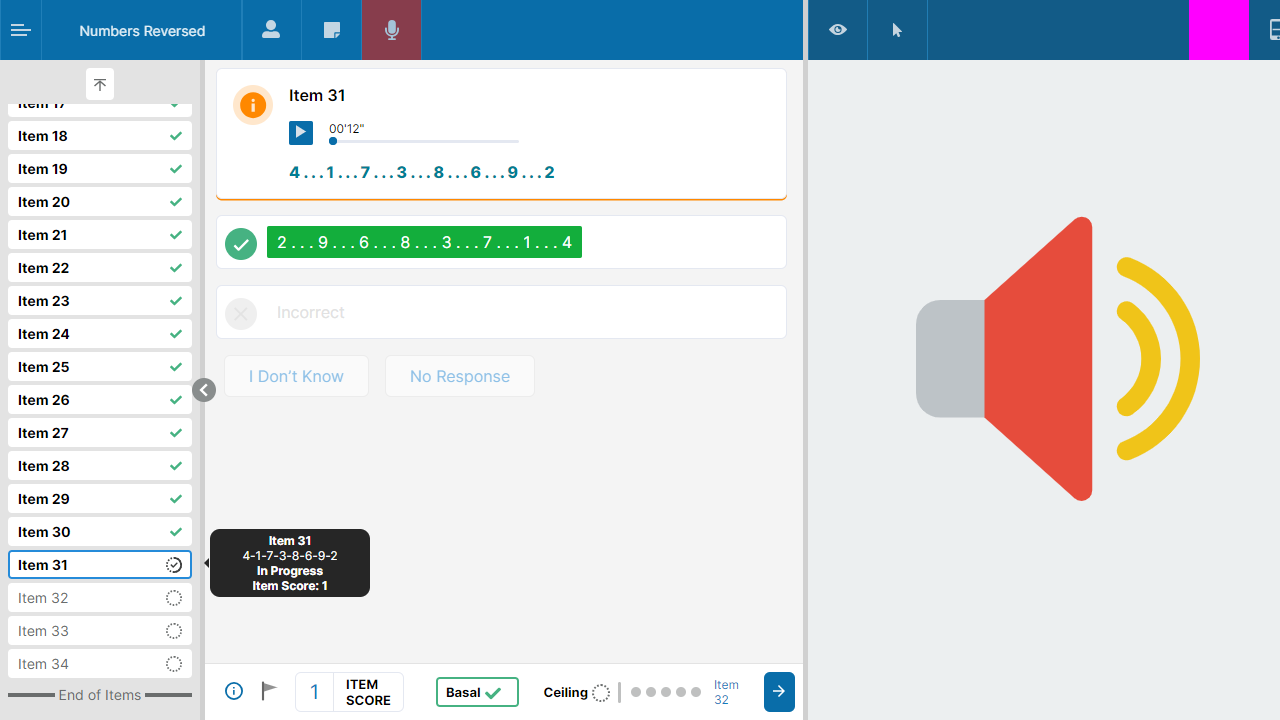 Numbers Reversed
Item 17
Item 18
Item 19
Item 20
Item 21
Item 22
Item 23
Item 24
Item 25
Item 26
Item 27
Item 28
Item 29
Item 30
Item 31
Item 32
Item 33
Item 34
End of Items
Item 31
00'12"
4...1...7...3...8...6...9...2
2...9...6...8...3...7...1...4
Incorrect
I Don't Know
No Response
Item 31
4-1-7-3-8-6-9-2
In Progress
Item Score: 1
1
ITEM
SCORE
Basal
Ceiling
Item
32